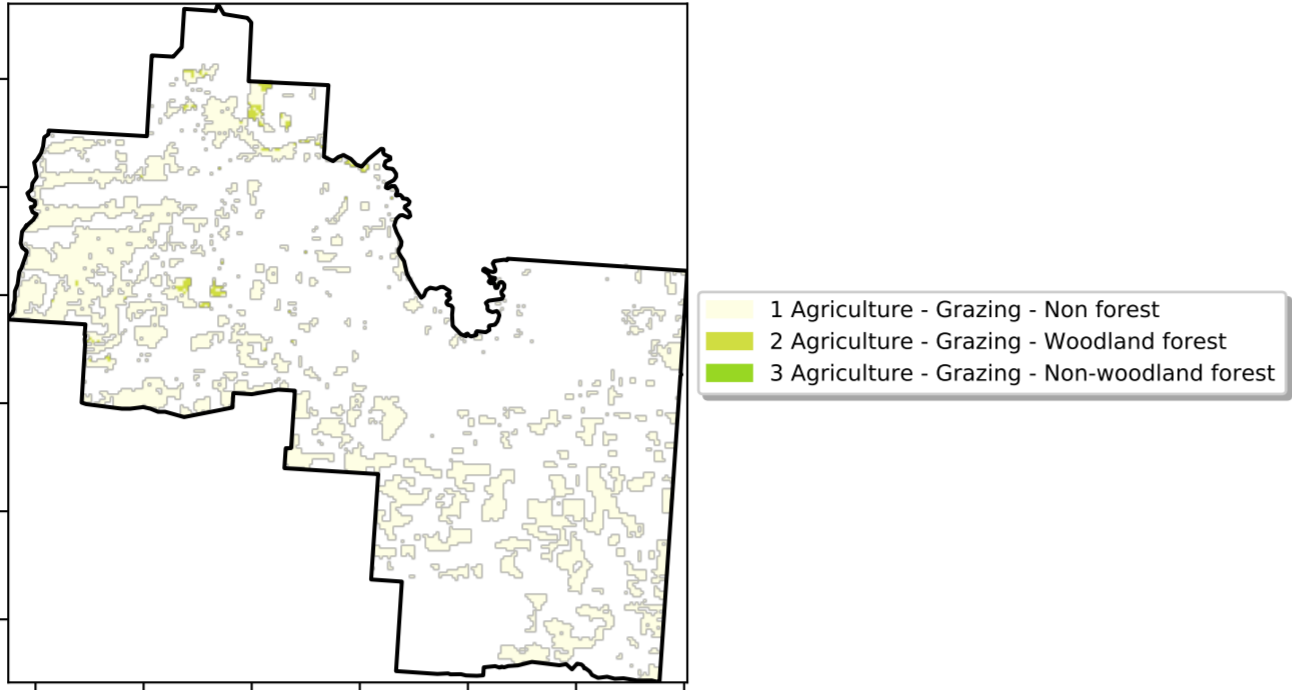 1 Agriculture - Grazing - Non forest
2 Agriculture - Grazing - Woodland forest
3 Agriculture - Grazing - Non-woodland forest